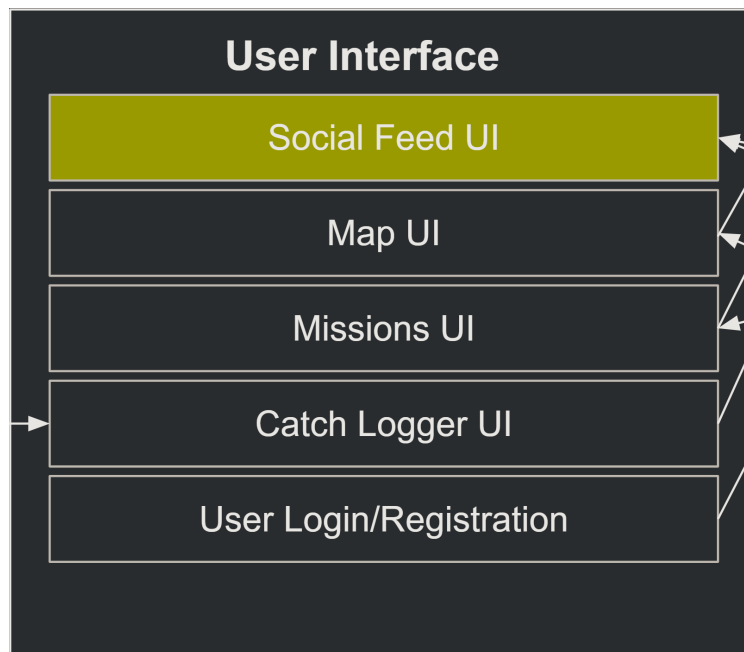 User Interface
Social Feed UI
Map UI
Missions UI
Catch Logger UI
User Login/Registration